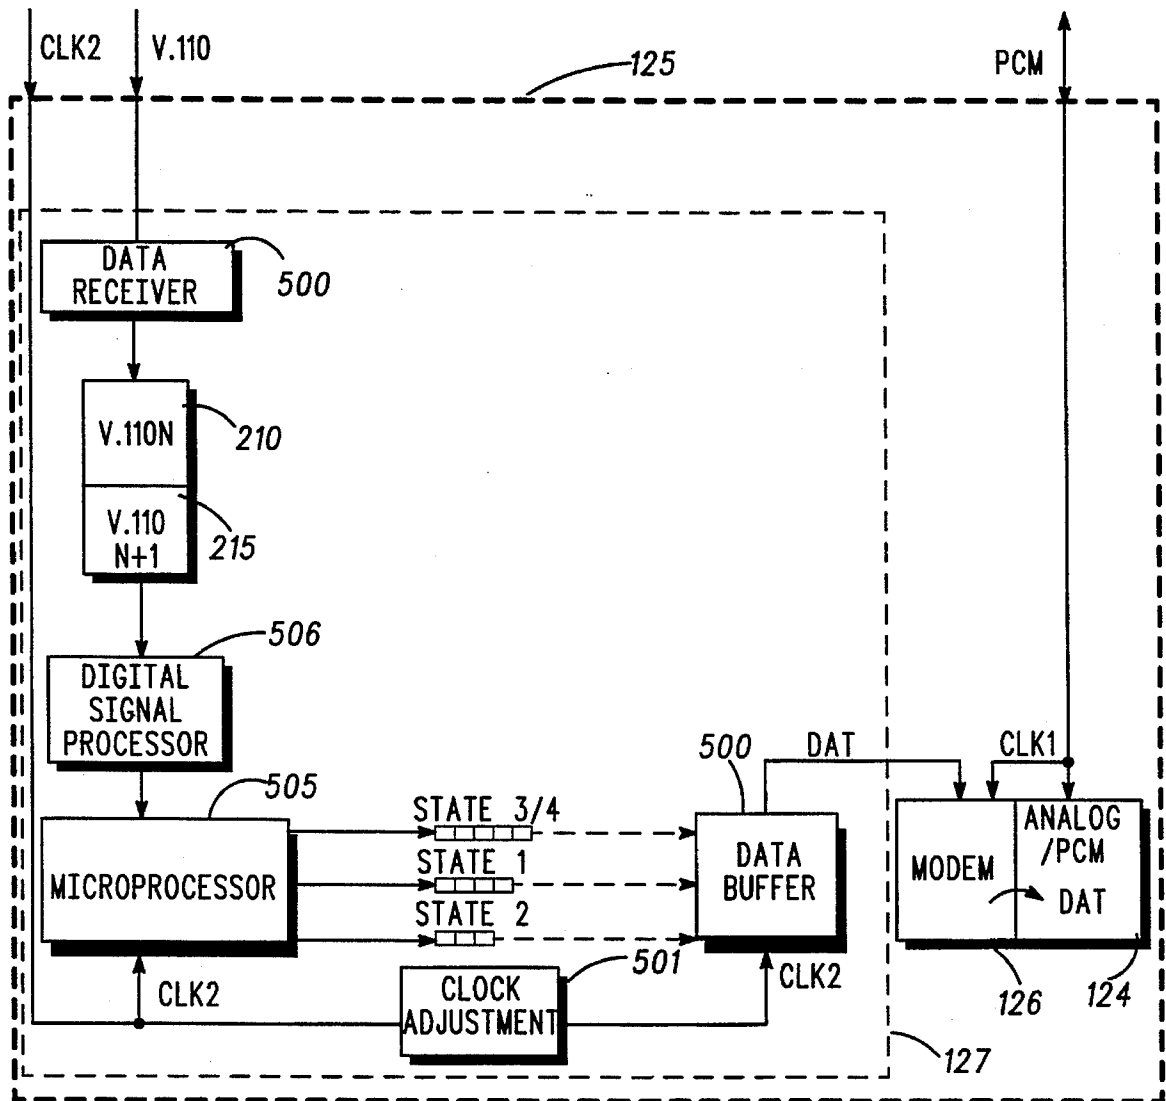 CLK2
V.110
125
PCM
DATA
RECEIVER
500
V.110N
210
V.110
N+1
215
506
DIGITAL
SIGNAL
PROCESSOR
505
MICROPROCESSOR
STATE 3/4
STATE 1
STATE 2
500
DAT
CLK1
DATA
BUFFER
MODEM
ANALOG
/PCM
DAT
CLK2
CLOCK
ADJUSTMENT
501
CLK2
126
124
127